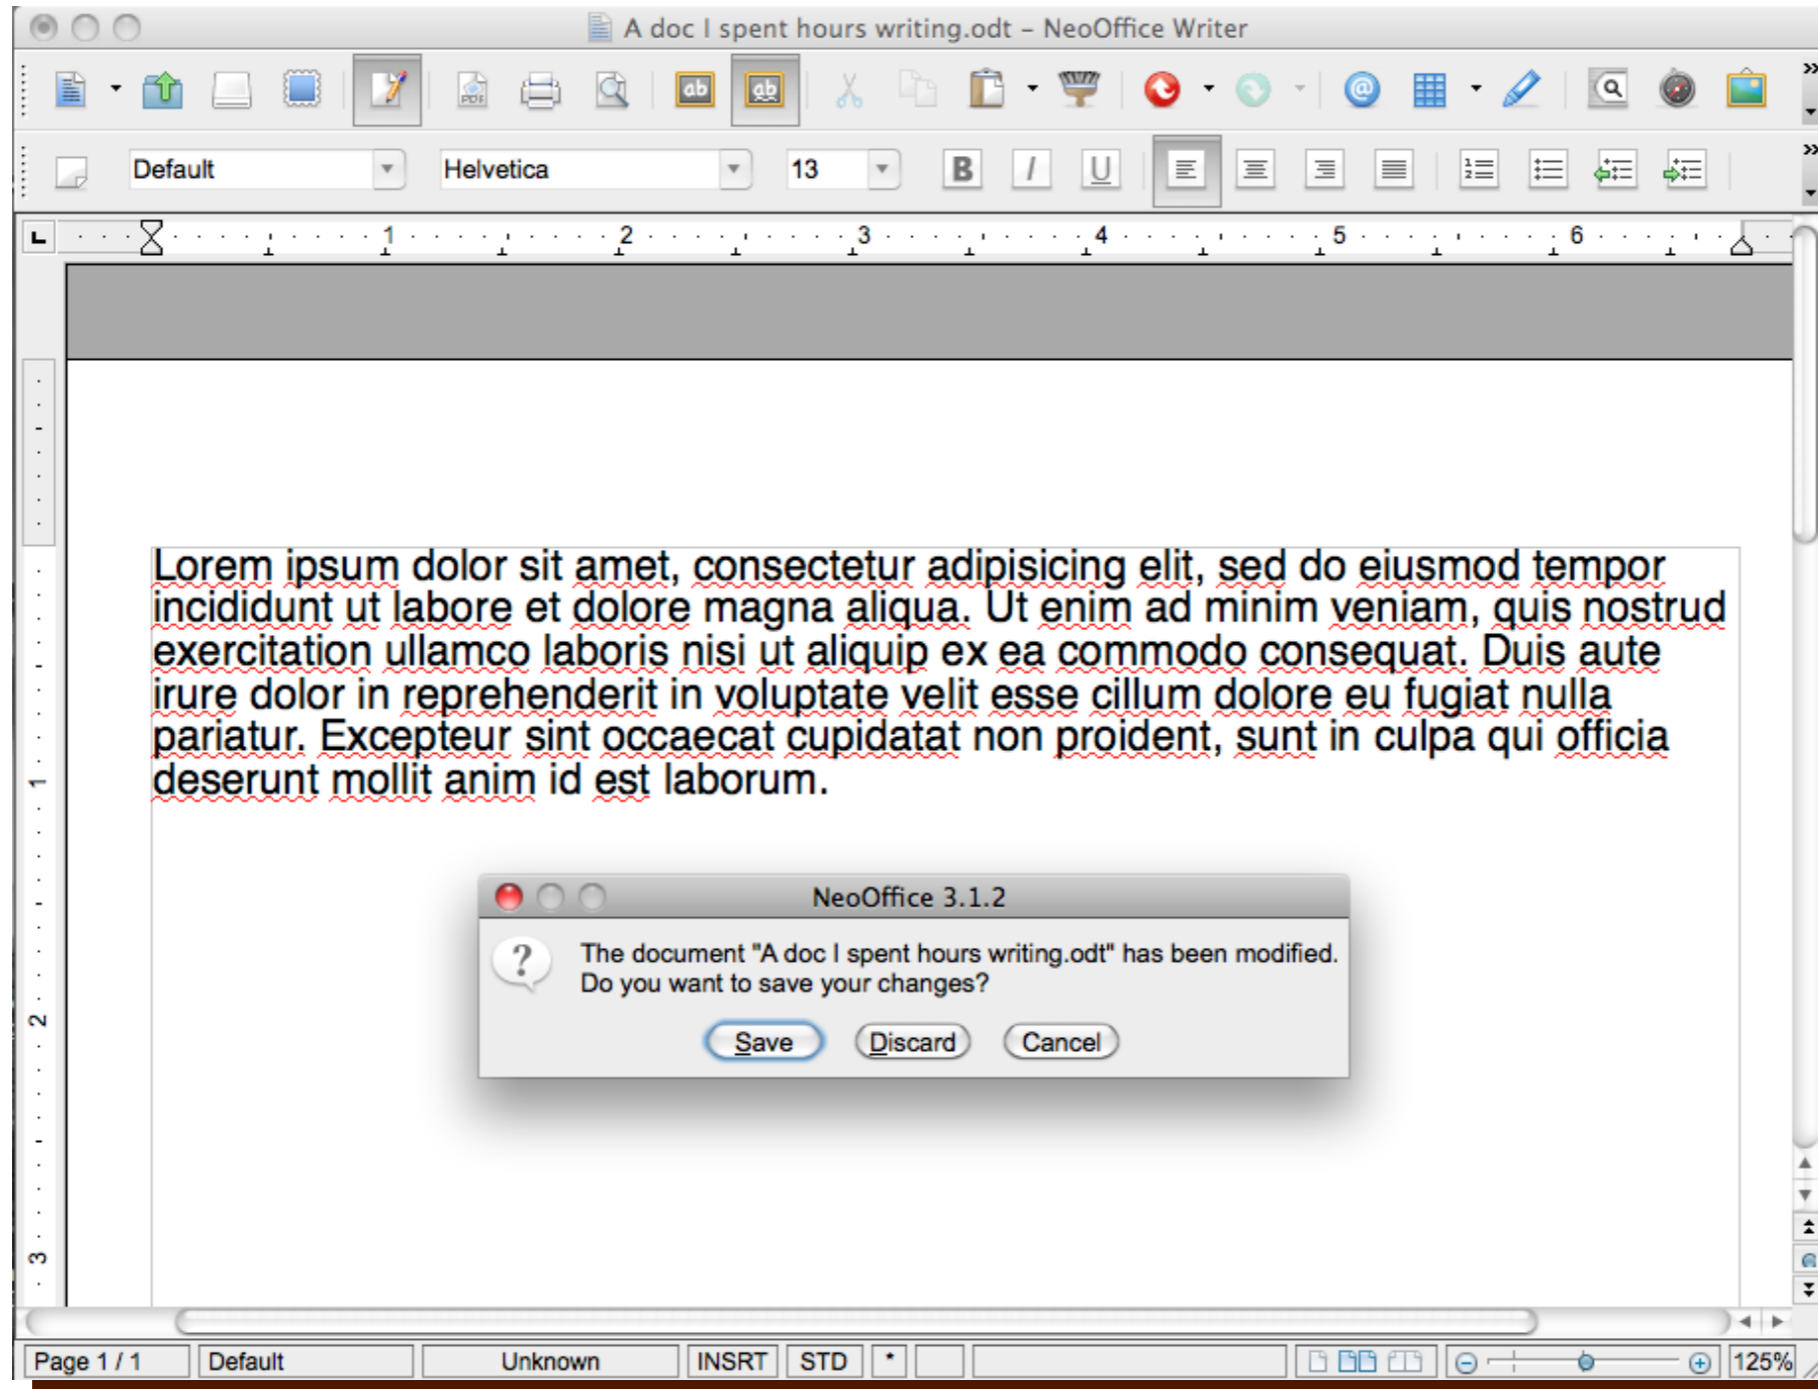 A doc I spent hours writing.odt – NeoOffice Writer
PDF ab ab
Default Helvetica 13 B I U
1 2 3 4 5 6
Lorem ipsum dolor sit amet, consectetur adipisicing elit, sed do eiusmod tempor
incididunt ut labore et dolore magna aliqua. Ut enim ad minim veniam, quis nostrud
exercitation ullamco laboris nisi ut aliquip ex ea commodo consequat. Duis aute
irure dolor in reprehenderit in voluptate velit esse cillum dolore eu fugiat nulla
pariatur. Excepteur sint occaecat cupidatat non proident, sunt in culpa qui officia
deserunt mollit anim id est laborum.
1
NeoOffice 3.1.2
The document "A doc I spent hours writing.odt" has been modified.
Do you want to save your changes?
2
Save Discard Cancel
3
Page 1 / 1 Default Unknown INSRT STD * 125%